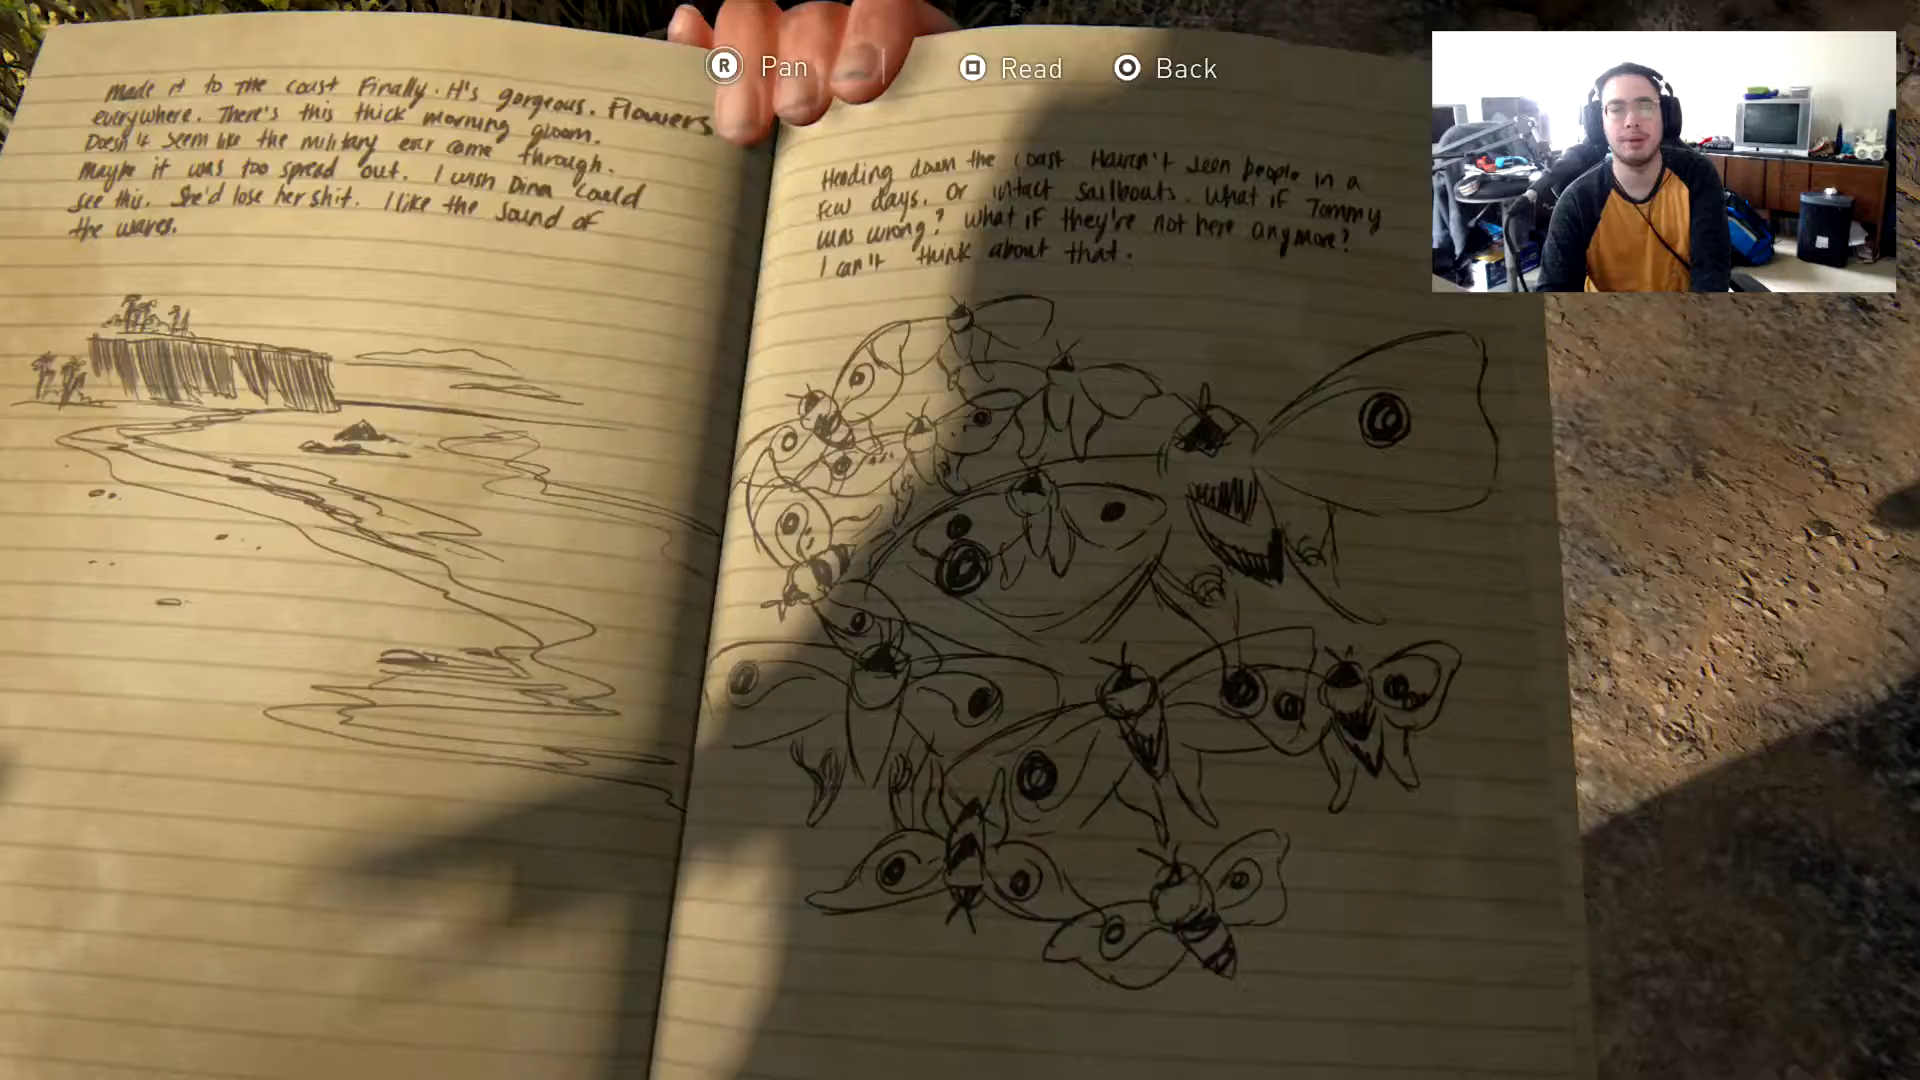 R Pan
Read
Back
Made it to the coast finally. It's gorgeous. Flowers
everywhere. There's this thick morning gloom.
Doesn't seem like the military ever came through.
Maybe it was too spread out. I wish Dina could
see this. She'd lose her shit. I like the sound of
the waves.
Heading down the coast. Haven't seen people in a
few days. Or intact sailboats. What if Tommy
was wrong? What if they're not here anymore?
I can't think about that.